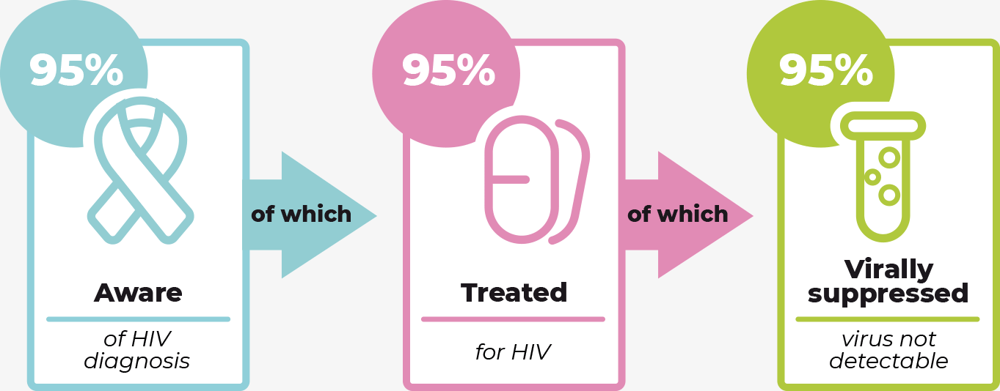 95%
Aware
of HIV
diagnosis
of which
95%
Treated
for HIV
of which
95%
Virally
suppressed
virus not
detectable